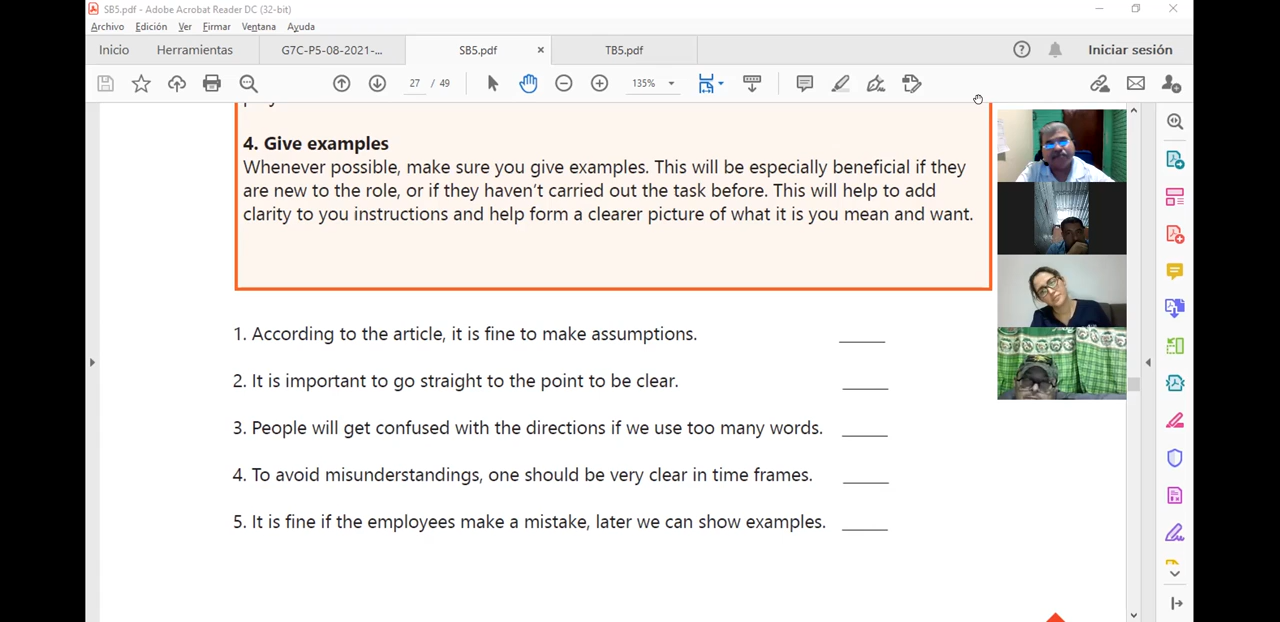 SB5.pdf - Adobe Acrobat Reader DC (32-bit)
Archivo Edición Ver Firmar Ventana Ayuda
Inicio Herramientas G7C-P5-08-2021-... SB5.pdf × TB5.pdf Iniciar sesión
27 / 49 135%
4. Give examples
Whenever possible, make sure you give examples. This will be especially beneficial if they
are new to the role, or if they haven't carried out the task before. This will help to add
clarity to you instructions and help form a clearer picture of what it is you mean and want.
1. According to the article, it is fine to make assumptions. _____
2. It is important to go straight to the point to be clear. _____
3. People will get confused with the directions if we use too many words. _____
4. To avoid misunderstandings, one should be very clear in time frames. _____
5. It is fine if the employees make a mistake, later we can show examples. _____